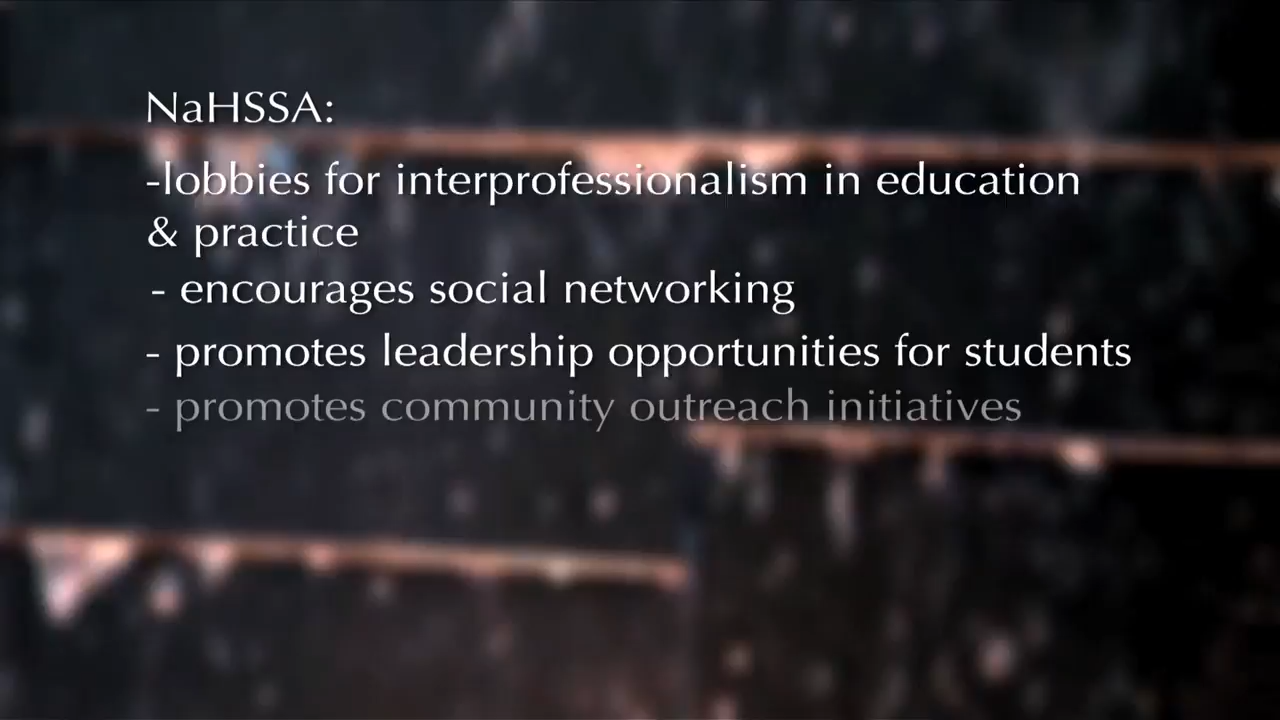 NaHSSA:
-lobbies for interprofessionalism in education
& practice
- encourages social networking
- promotes leadership opportunities for students
- promotes community outreach initiatives